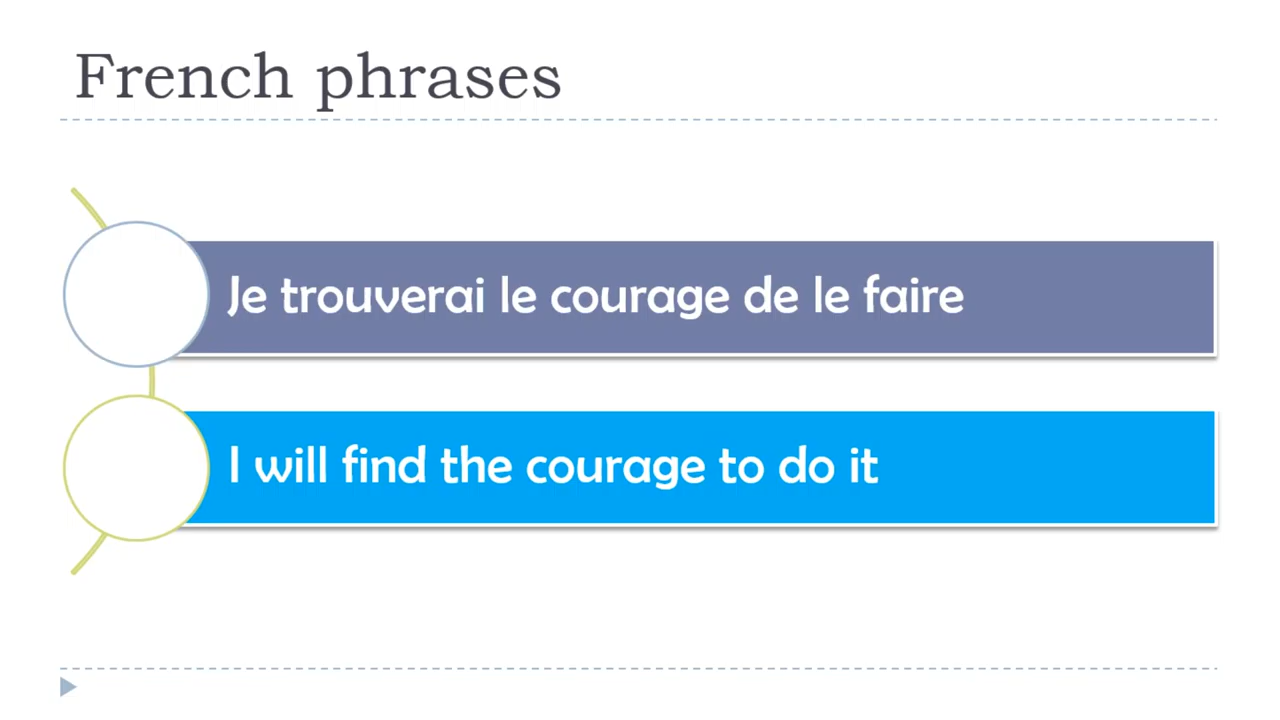 French phrases
Je trouverai le courage de le faire
I will find the courage to do it